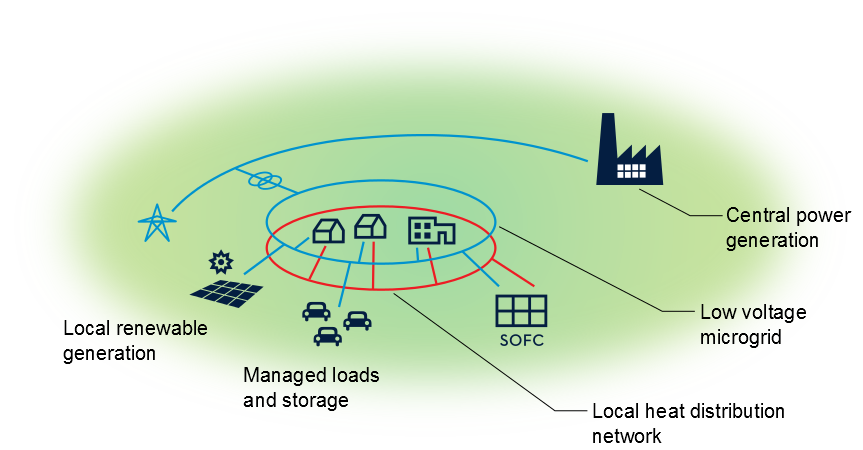 Central power
generation
Low voltage
microgrid
Local renewable
generation
SOFC
Managed loads
and storage
Local heat distribution
network